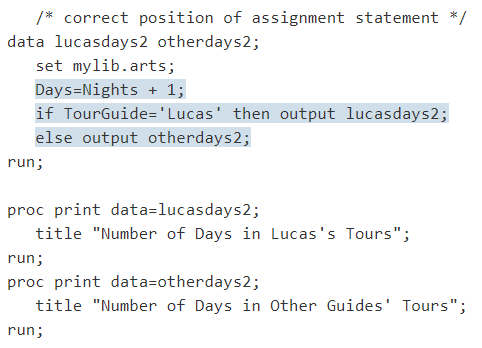 /* correct position of assignment statement */
data lucasdays2 otherdays2;
set mylib.arts;
Days=Nights + 1;
if TourGuide='Lucas' then output lucasdays2;
else output otherdays2;
run;
proc print data=lucasdays2;
title "Number of Days in Lucas's Tours";
run;
proc print data=otherdays2;
title "Number of Days in Other Guides' Tours";
run;